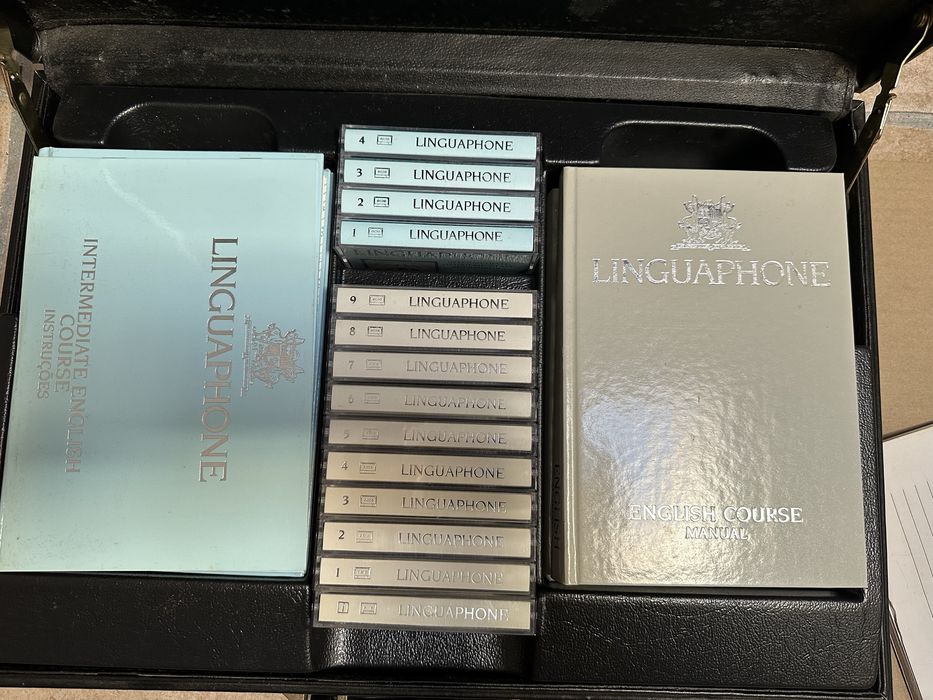 LINGUAPHONE
INTERMEDIATE ENGLISH
COURSE
INSTRUÇÕES
4 LINGUAPHONE
3 LINGUAPHONE
2 LINGUAPHONE
1 LINGUAPHONE
LINGUAPHONE
9 LINGUAPHONE
8 LINGUAPHONE
7 LINGUAPHONE
6 LINGUAPHONE
5 LINGUAPHONE
4 LINGUAPHONE
3 LINGUAPHONE
2 LINGUAPHONE
1 LINGUAPHONE
LINGUAPHONE
LINGUAPHONE
ENGLISH COURSE
MANUAL